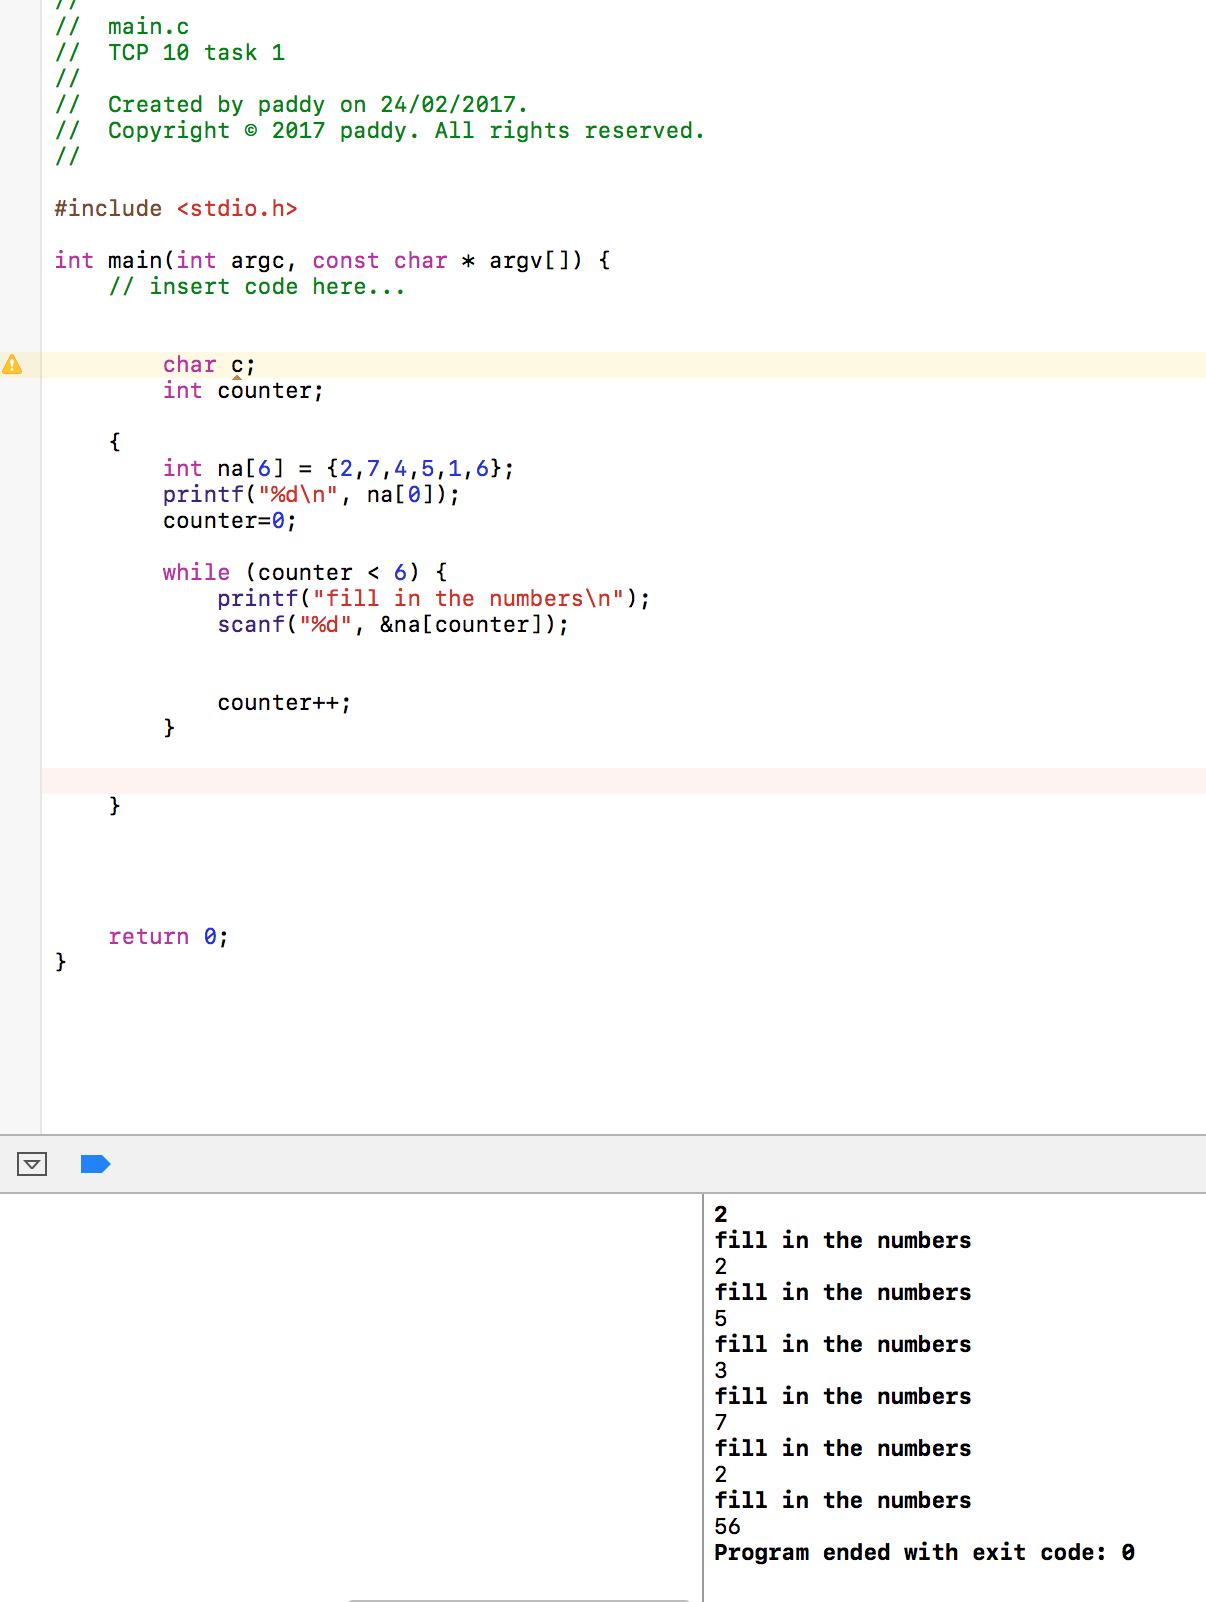 //
// main.c
// TCP 10 task 1
//
// Created by paddy on 24/02/2017.
// Copyright © 2017 paddy. All rights reserved.
//
#include <stdio.h>
int main(int argc, const char * argv[]) {
// insert code here...
char c;
int counter;
{
int na[6] = {2,7,4,5,1,6};
printf("%d\n", na[0]);
counter=0;
while (counter < 6) {
printf("fill in the numbers\n");
scanf("%d", &na[counter]);
counter++;
}
}
return 0;
}
2
fill in the numbers
2
fill in the numbers
5
fill in the numbers
3
fill in the numbers
7
fill in the numbers
2
fill in the numbers
56
Program ended with exit code: 0